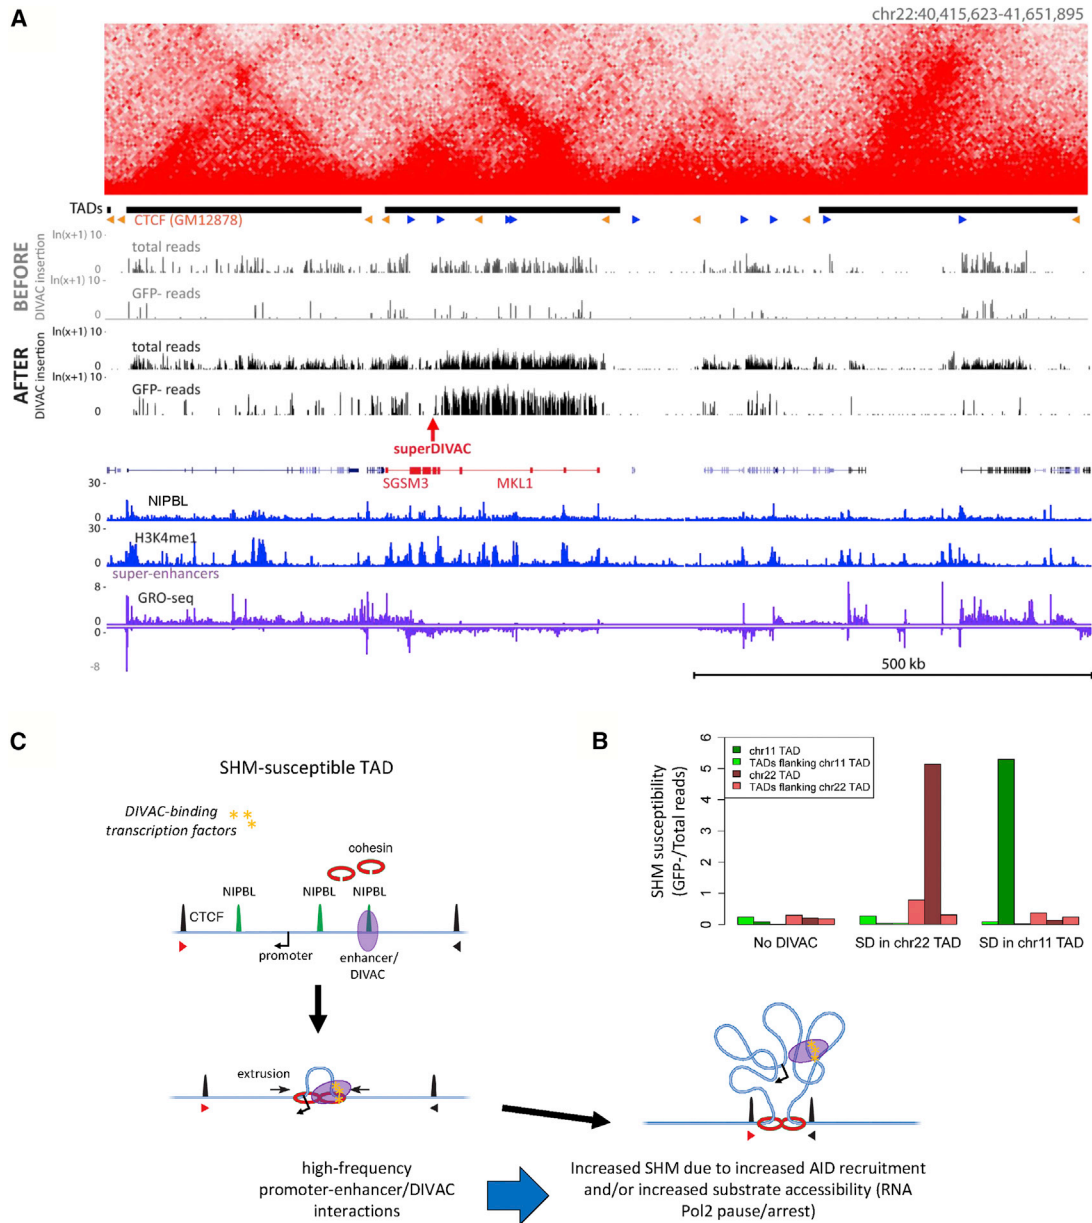 A
chr22:40,415,623-41,651,895
TADs
CTCF (GM12878)
BEFORE
DIVAC insertion
ln(x+1) 10
total reads
0
ln(x+1) 10
GFP- reads
0
AFTER
DIVAC insertion
ln(x+1) 10
total reads
0
ln(x+1) 10
GFP- reads
0
superDIVAC
SGSM3
MKL1
30
NIPBL
0
30
H3K4me1
0
super-enhancers
8
GRO-seq
0
0
-8
500 kb
C
SHM-susceptible TAD
DIVAC-binding
transcription factors
cohesin
NIPBL
NIPBL
NIPBL
CTCF
promoter
enhancer/
DIVAC
extrusion
high-frequency
promoter-enhancer/DIVAC
interactions
B
SHM susceptibility
(GFP-/Total reads)
6
5
4
3
2
1
0
chr11 TAD
TADs flanking chr11 TAD
chr22 TAD
TADs flanking chr22 TAD
No DIVAC
SD in chr22 TAD
SD in chr11 TAD
Increased SHM due to increased AID recruitment
and/or increased substrate accessibility (RNA
Pol2 pause/arrest)